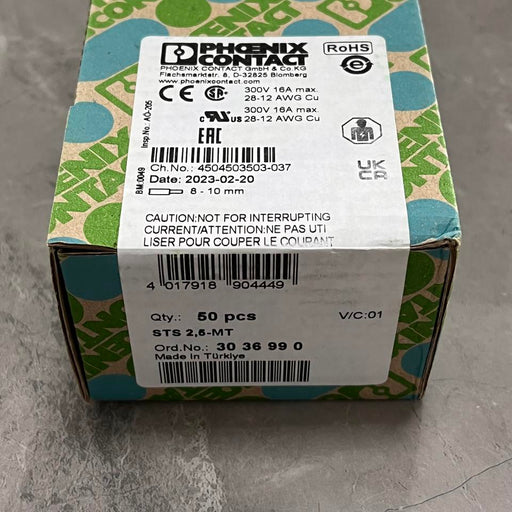 PHOENIX
CONTACT
RoHS
PHOENIX CONTACT GmbH & Co.KG
Flachsmarktstr. 8, D-32825 Blomberg
www.phoenixcontact.com
CE
300V 16A max.
28-12 AWG Cu
c US
300V 16A max.
28-12 AWG Cu
EAC
Insp.No.: AO-205
BM:0049
Ch.No.: 4504503503-037
Date: 2023-02-20
8 - 10 mm
UK
CA
CAUTION:NOT FOR INTERRUPTING
CURRENT/ATTENTION:NE PAS UTI
LISER POUR COUPER LE COURANT
4 017918 904449
Qty.: 50 pcs
V/C:01
STS 2,5-MT
Ord.No.: 30 36 99 0
Made in Türkiye
PHOENIX
CONTACT